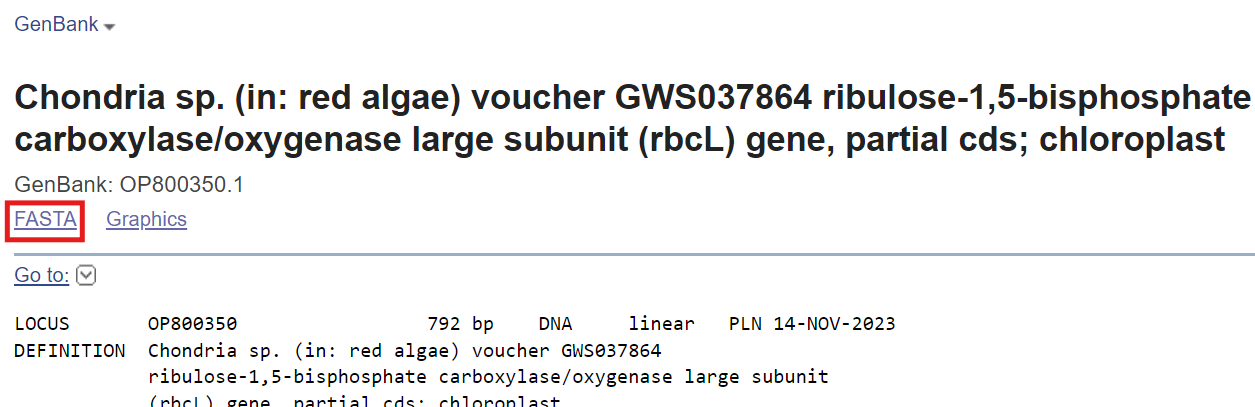 GenBank
Chondria sp. (in: red algae) voucher GWS037864 ribulose-1,5-bisphosphate
carboxylase/oxygenase large subunit (rbcL) gene, partial cds; chloroplast
GenBank: OP800350.1
FASTA Graphics
Go to:
LOCUS OP800350 792 bp DNA linear PLN 14-NOV-2023
DEFINITION Chondria sp. (in: red algae) voucher GWS037864
ribulose-1,5-bisphosphate carboxylase/oxygenase large subunit
(rbcL) gene, partial cds; chloroplast